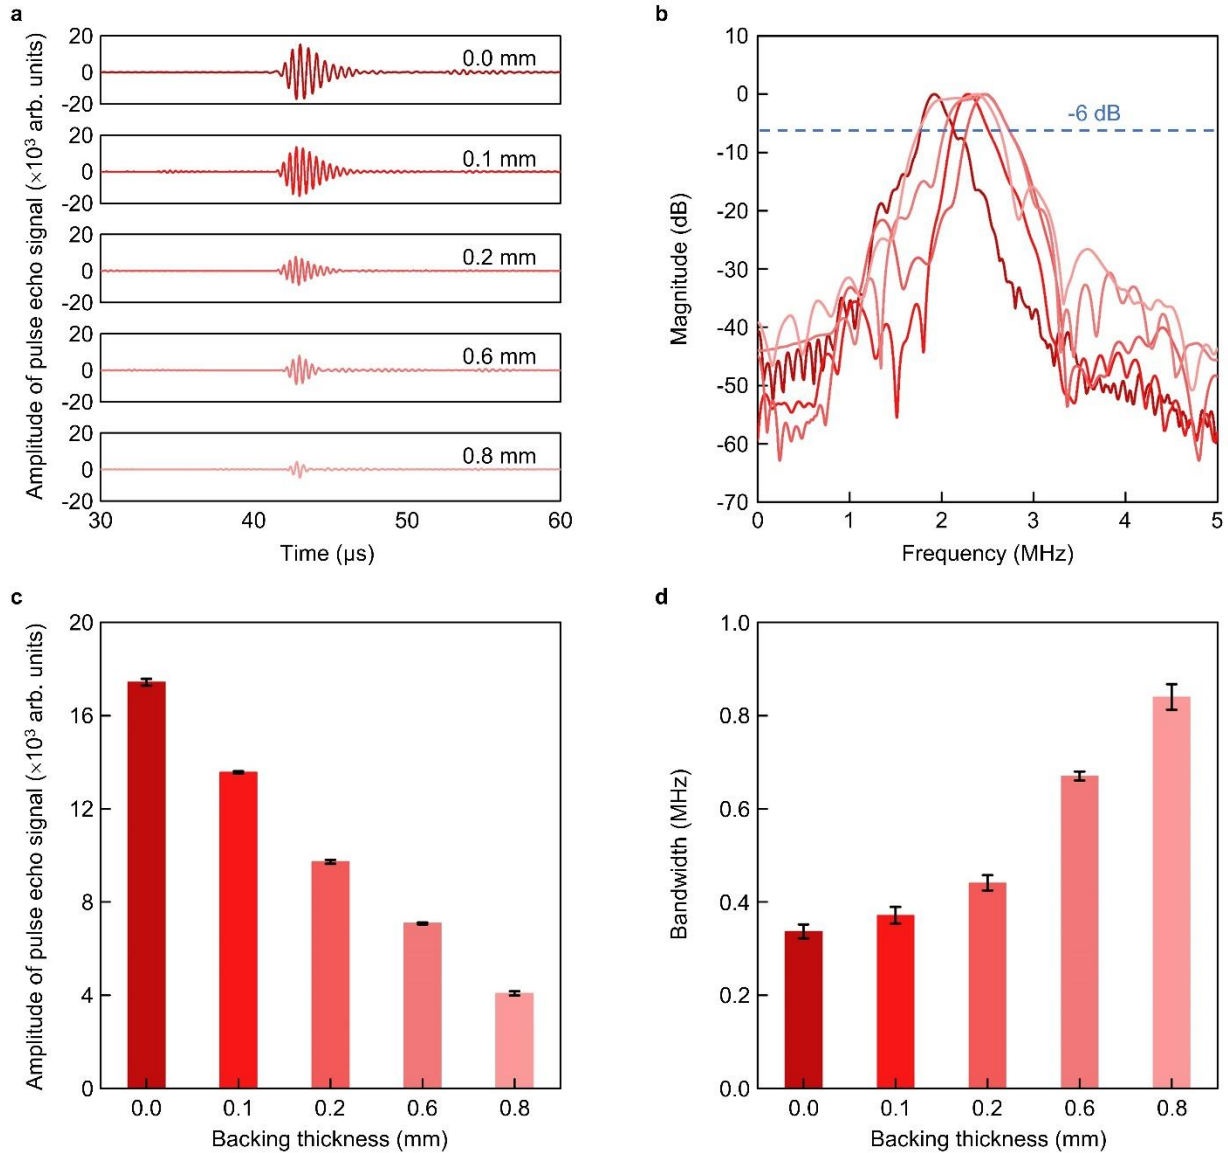 a
Amplitude of pulse echo signal (×10³ arb. units)
20
0
-20
0.0 mm
20
0
-20
0.1 mm
20
0
-20
0.2 mm
20
0
-20
0.6 mm
20
0
-20
0.8 mm
30 40 50 60
Time (µs)
b
Magnitude (dB)
10
0
-10
-20
-30
-40
-50
-60
-70
-6 dB
0 1 2 3 4 5
Frequency (MHz)
c
Amplitude of pulse echo signal (×10³ arb. units)
20
16
12
8
4
0
0.0 0.1 0.2 0.6 0.8
Backing thickness (mm)
d
Bandwidth (MHz)
1.0
0.8
0.6
0.4
0.2
0.0
0.0 0.1 0.2 0.6 0.8
Backing thickness (mm)